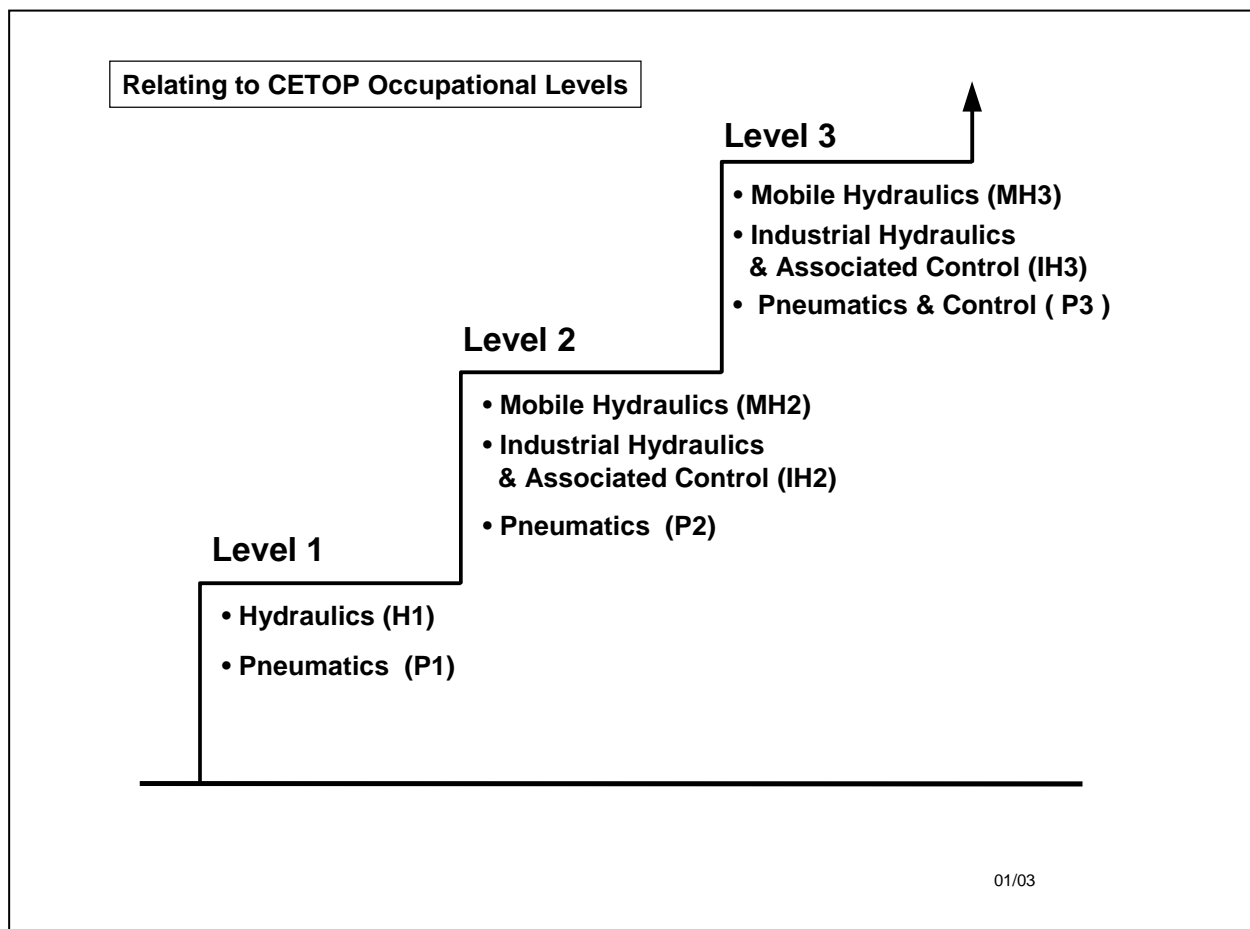 Relating to CETOP Occupational Levels
Level 3
• Mobile Hydraulics (MH3)
• Industrial Hydraulics
& Associated Control (IH3)
• Pneumatics & Control ( P3 )
Level 2
• Mobile Hydraulics (MH2)
• Industrial Hydraulics
& Associated Control (IH2)
• Pneumatics (P2)
Level 1
• Hydraulics (H1)
• Pneumatics (P1)
01/03